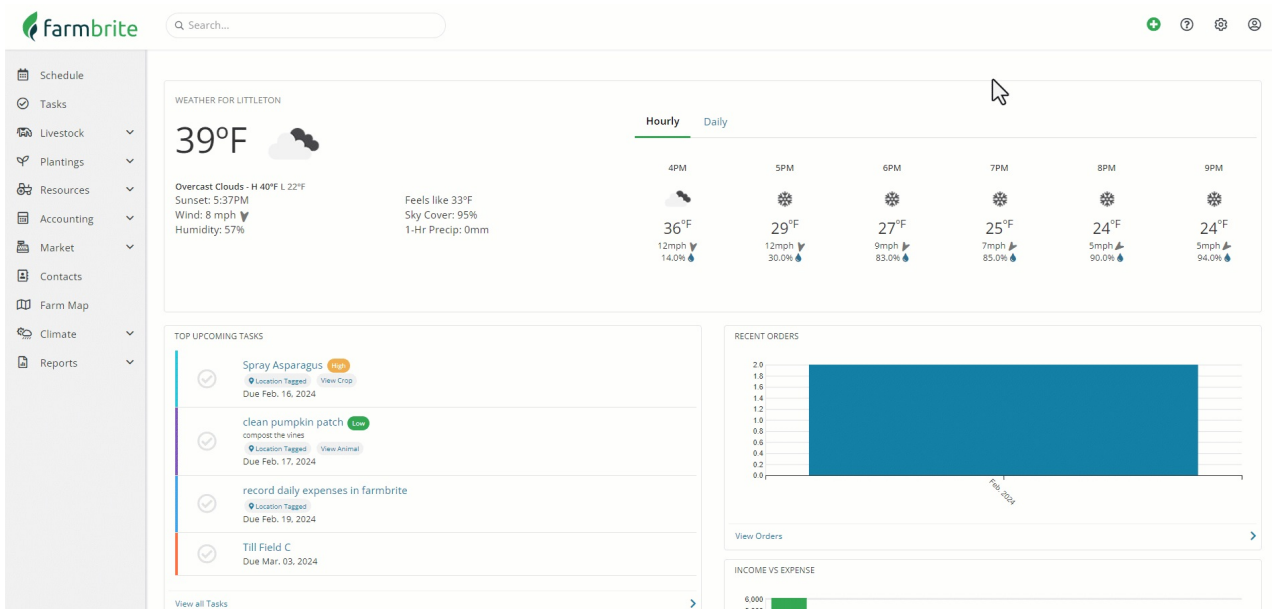 farmbrite
Search...
Schedule
Tasks
Livestock
Plantings
Resources
Accounting
Market
Contacts
Farm Map
Climate
Reports
WEATHER FOR LITTLETON
39°F
Overcast Clouds - H 40°F L 22°F
Sunset: 5:37PM
Wind: 8 mph
Humidity: 57%
Feels like 33°F
Sky Cover: 95%
1-Hr Precip: 0mm
Hourly Daily
4PM 5PM 6PM 7PM 8PM 9PM
36°F 29°F 27°F 25°F 24°F 24°F
12mph 12mph 9mph 7mph 5mph 5mph
14.0% 30.0% 83.0% 85.0% 90.0% 94.0%
TOP UPCOMING TASKS
Spray Asparagus High
Location Tagged View Crop
Due Feb. 16, 2024
clean pumpkin patch Low
compost the vines
Location Tagged View Animal
Due Feb. 17, 2024
record daily expenses in farmbrite
Location Tagged
Due Feb. 19, 2024
Till Field C
Due Mar. 03, 2024
View all Tasks
RECENT ORDERS
2.0
1.8
1.6
1.4
1.2
1.0
0.8
0.6
0.4
0.2
0.0
Feb, 2024
View Orders
INCOME VS EXPENSE
6,000